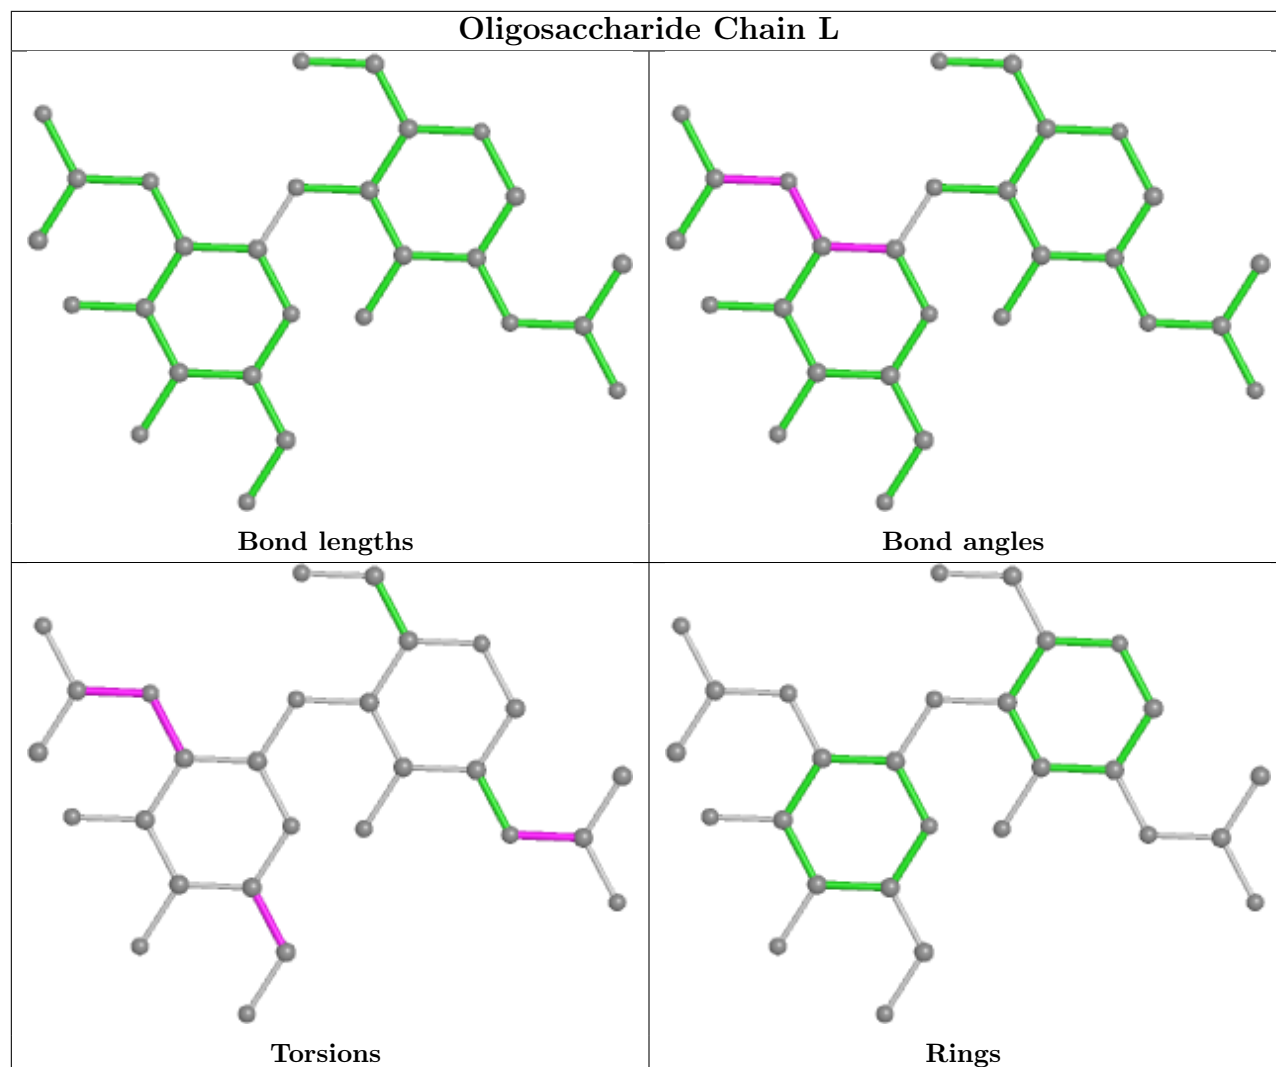 Oligosaccharide Chain L
Bond lengths
Bond angles
Torsions
Rings